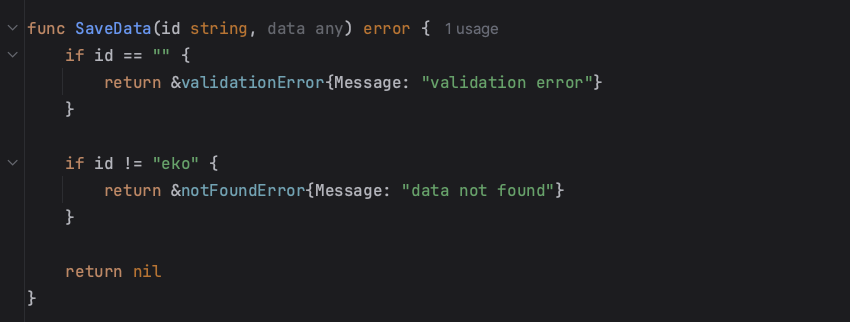 func SaveData(id string, data any) error { 1 usage
    if id == "" {
        return &validationError{Message: "validation error"}
    }

    if id != "eko" {
        return &notFoundError{Message: "data not found"}
    }

    return nil
}